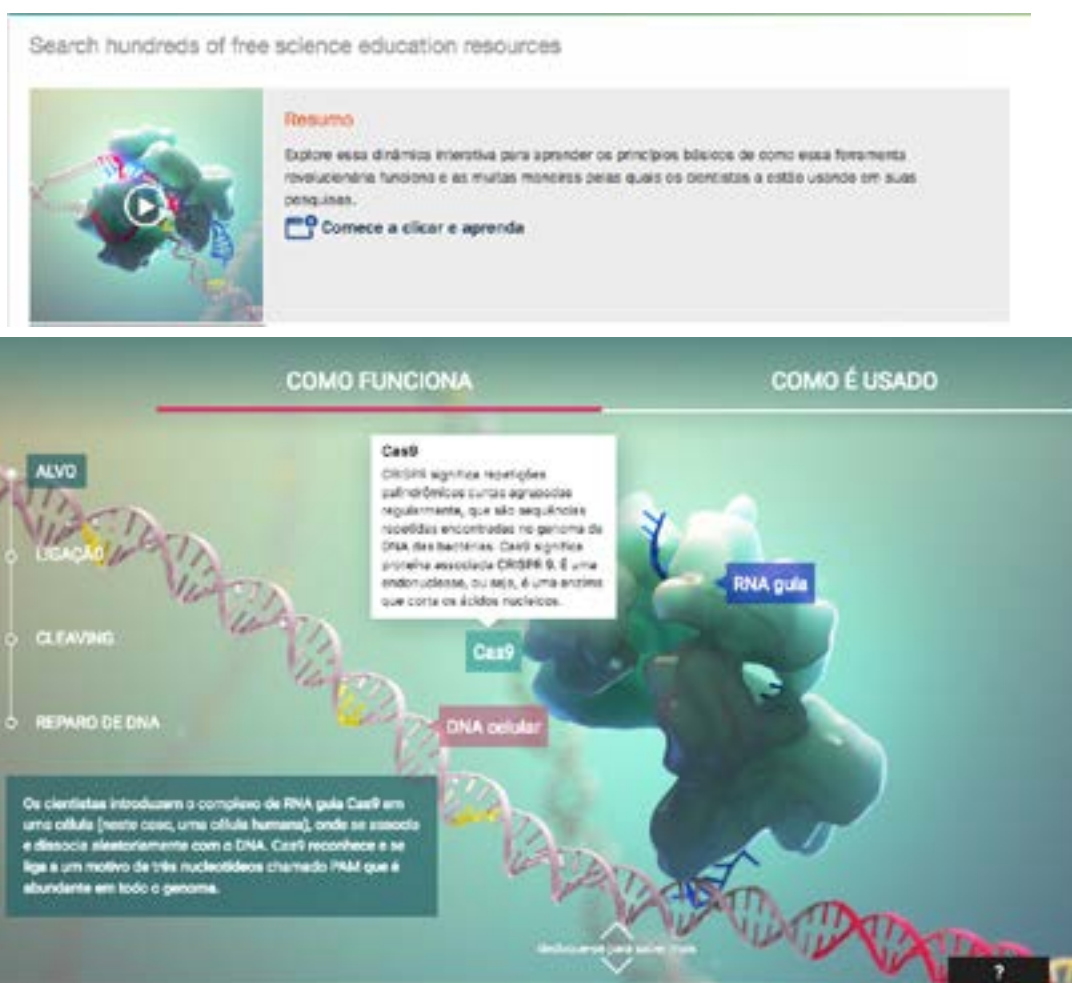 Search hundreds of free science education resources
Resumo
Explore essa dinâmica interativa para aprender os princípios básicos de como essa ferramenta
revolucionária funciona e as muitas maneiras pelas quais os cientistas a estão usando em suas
pesquisas.
Comece a clicar e aprenda
COMO FUNCIONA
COMO É USADO
Cas9
CRISPR significa repetições
palindrômicas curtas agrupadas
regularmente, que são sequências
repetidas encontradas no genoma de
DNA das bactérias. Cas9 significa
proteína associada CRISPR 9. É uma
endonuclease, ou seja, é uma enzima
que corta os ácidos nucleicos.
ALVO
LIGAÇÃO
CLEAVING
REPARO DE DNA
RNA guia
Cas9
DNA celular
Os cientistas introduzem o complexo de RNA guia Cas9 em
uma célula (neste caso, uma célula humana), onde se associa
e dissocia aleatoriamente com o DNA. Cas9 reconhece e se
liga a um motivo de três nucleotídeos chamado PAM que é
abundante em todo o genoma.
para saber mais
?